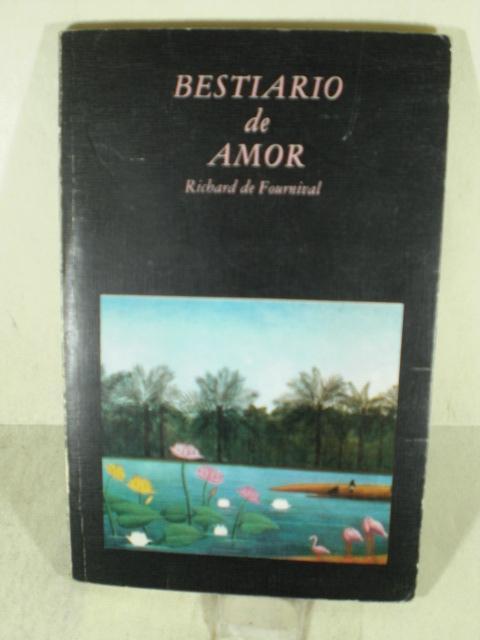 BESTIARIO
de
AMOR
Richard de Fournival